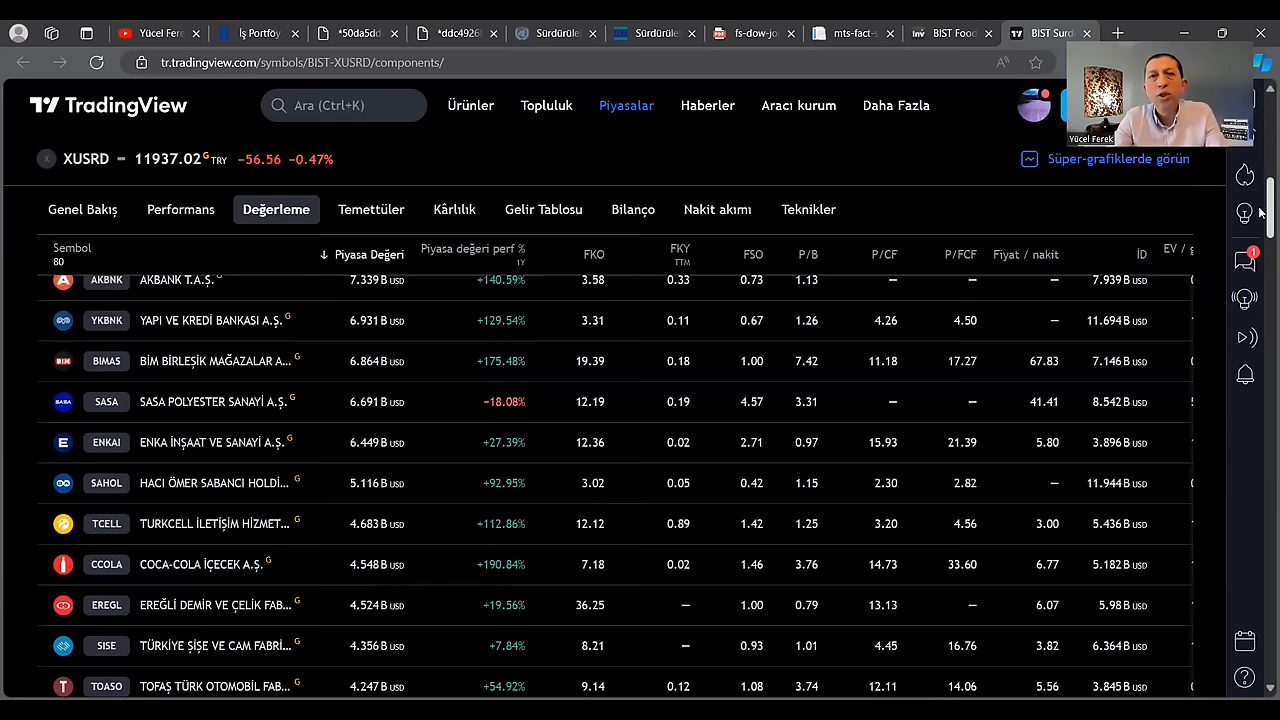 Yücel Fere
İş Portföy
*50da5dd
*ddc4926f
Sürdürüle
Sürdürüle
fs-dow-jon
mts-fact-s
BIST Food
BIST Surd
tr.tradingview.com/symbols/BIST-XUSRD/components/
TradingView
Ara (Ctrl+K)
Ürünler Topluluk Piyasalar Haberler Aracı kurum Daha Fazla
Yücel Ferek
XUSRD 11937.02 G TRY −56.56 −0.47%
Süper-grafiklerde görün
Genel Bakış Performans Değerleme Temettüler Kârlılık Gelir Tablosu Bilanço Nakit akımı Teknikler
Sembol 80 ↓ Piyasa Değeri Piyasa değeri perf % 1Y FKO FKY TTM FSO P/B P/CF P/FCF Fiyat / nakit İD EV / g
AKBNK AKBANK T.A.Ş. G 7.339 B USD +140.59% 3.58 0.33 0.73 1.13 — — — 7.939 B USD
YKBNK YAPI VE KREDİ BANKASI A.Ş. G 6.931 B USD +129.54% 3.31 0.11 0.67 1.26 4.26 4.50 — 11.694 B USD
BIM BIMAS BİM BİRLEŞİK MAĞAZALAR A... G 6.864 B USD +175.48% 19.39 0.18 1.00 7.42 11.18 17.27 67.83 7.146 B USD
SASA SASA SASA POLYESTER SANAYİ A.Ş. G 6.691 B USD −18.08% 12.19 0.19 4.57 3.31 — — 41.41 8.542 B USD
ENKAI ENKA İNŞAAT VE SANAYİ A.Ş. G 6.449 B USD +27.39% 12.36 0.02 2.71 0.97 15.93 21.39 5.80 3.896 B USD
SAHOL HACI ÖMER SABANCI HOLDİ... G 5.116 B USD +92.95% 3.02 0.05 0.42 1.15 2.30 2.82 — 11.944 B USD
TCELL TURKCELL İLETİŞİM HİZMET... G 4.683 B USD +112.86% 12.12 0.89 1.42 1.25 3.20 4.56 3.00 5.436 B USD
CCOLA COCA-COLA İÇECEK A.Ş. G 4.548 B USD +190.84% 7.18 0.02 1.46 3.76 14.73 33.60 6.77 5.182 B USD
EREGL EREĞLİ DEMİR VE ÇELİK FAB... G 4.524 B USD +19.56% 36.25 — 1.00 0.79 13.13 — 6.07 5.98 B USD
SISE TÜRKİYE ŞİŞE VE CAM FABRİ... G 4.356 B USD +7.84% 8.21 — 0.93 1.01 4.45 16.76 3.82 6.364 B USD
TOASO TOFAŞ TÜRK OTOMOBİL FAB... G 4.247 B USD +54.92% 9.14 0.12 1.08 3.74 12.11 14.06 5.56 3.845 B USD